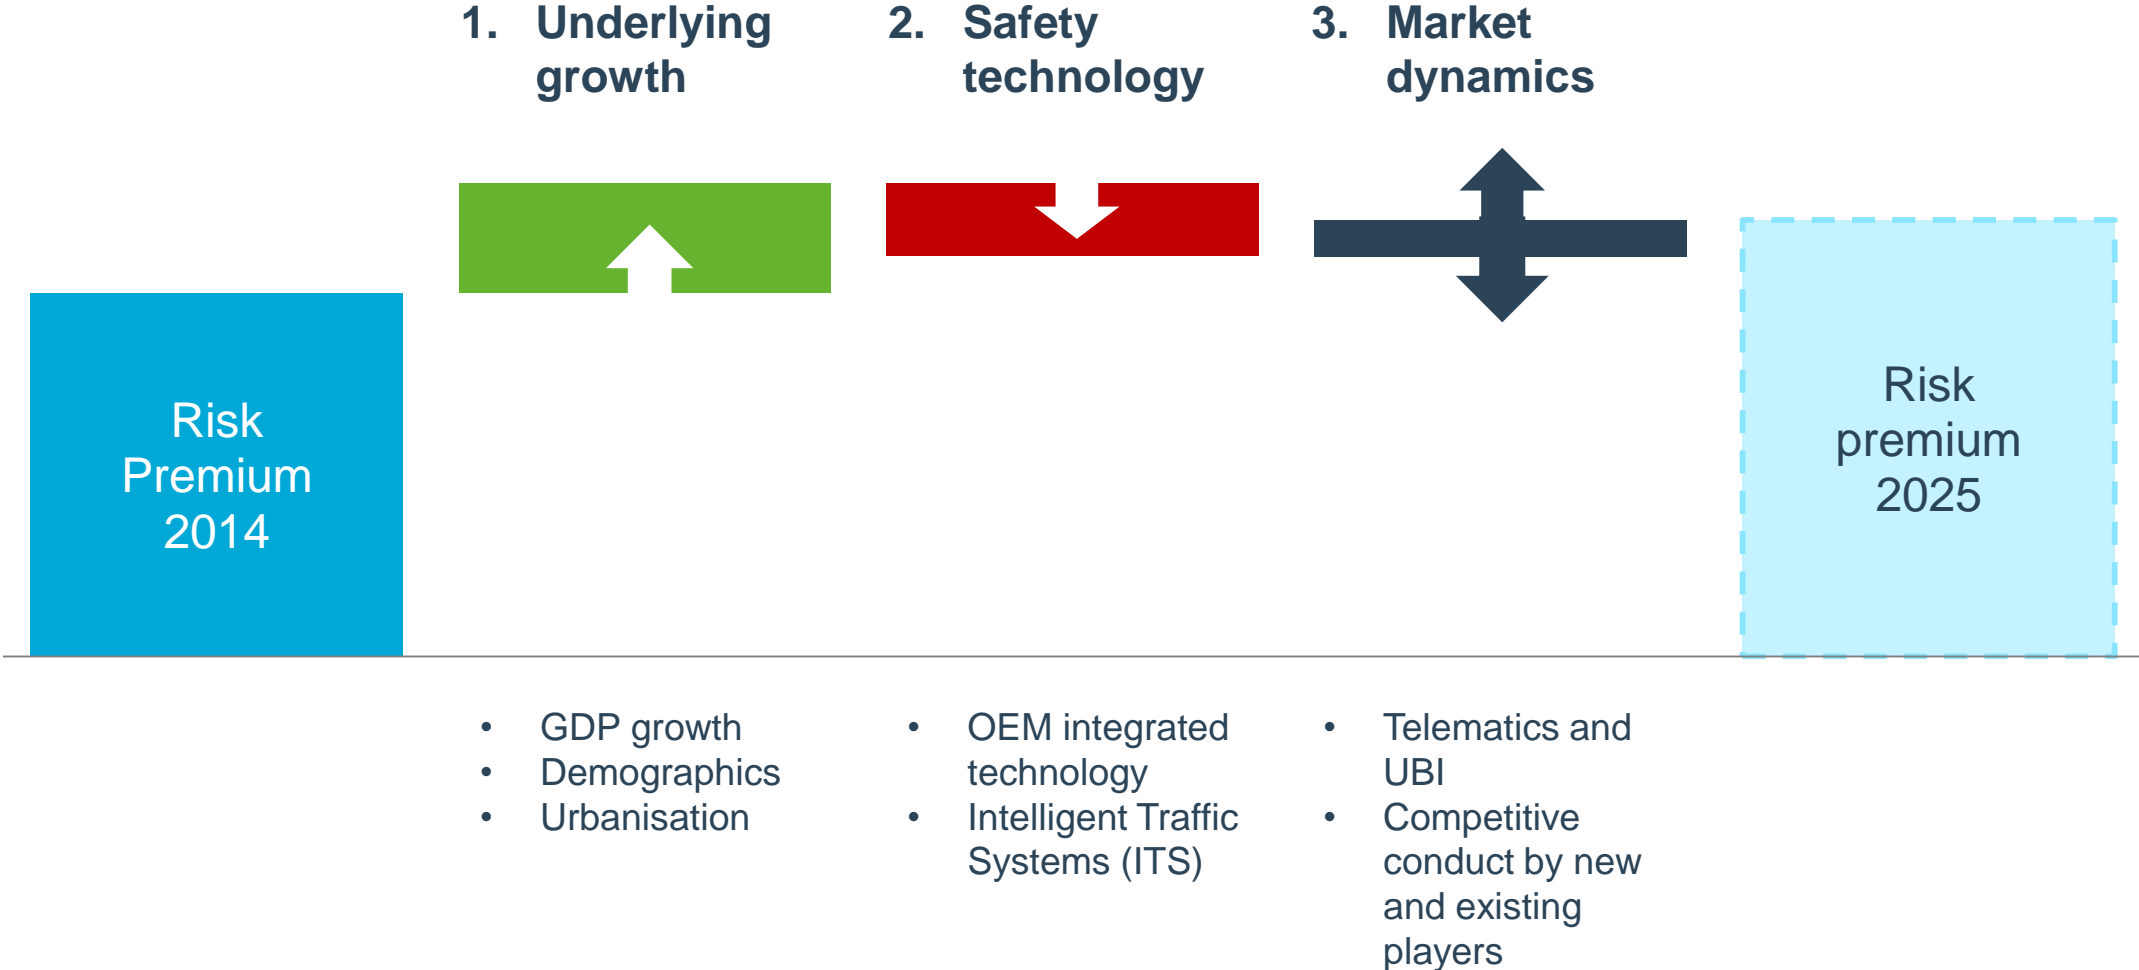 1. Underlying
growth
2. Safety
technology
3. Market
dynamics
Risk
Premium
2014
Risk
premium
2025
• GDP growth
• Demographics
• Urbanisation
• OEM integrated
technology
• Intelligent Traffic
Systems (ITS)
• Telematics and
UBI
• Competitive
conduct by new
and existing
players